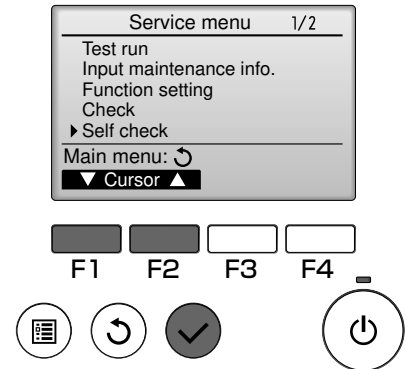 Service menu 1/2
Test run
Input maintenance info.
Function setting
Check
Self check
Main menu:
Cursor
F1 F2 F3 F4